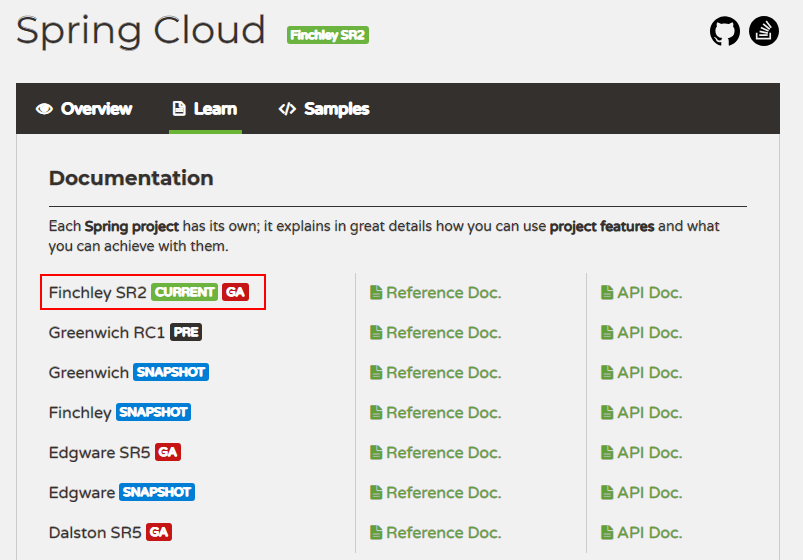 Spring Cloud Finchley SR2
Overview Learn Samples
Documentation
Each Spring project has its own; it explains in great details how you can use project features and what
you can achieve with them.
Finchley SR2 CURRENT GA Reference Doc. API Doc.
Greenwich RC1 PRE Reference Doc. API Doc.
Greenwich SNAPSHOT Reference Doc. API Doc.
Finchley SNAPSHOT Reference Doc. API Doc.
Edgware SR5 GA Reference Doc. API Doc.
Edgware SNAPSHOT Reference Doc. API Doc.
Dalston SR5 GA Reference Doc. API Doc.